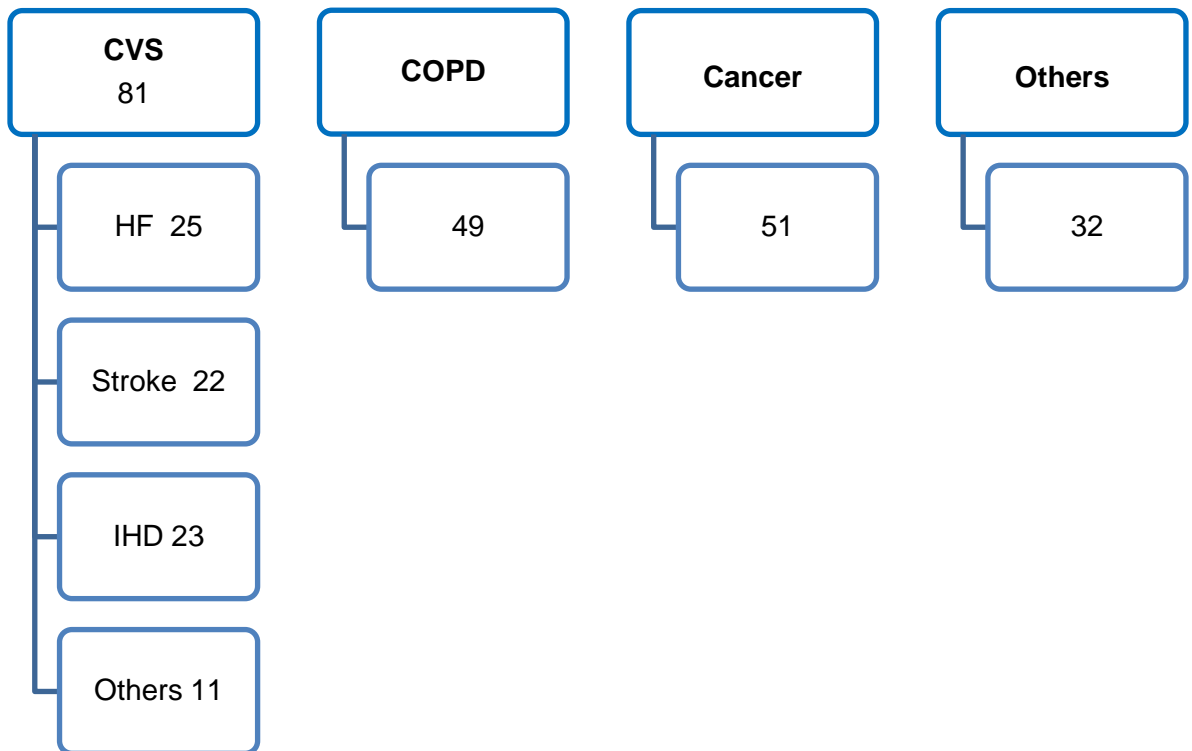 CVS
81
HF 25
Stroke 22
IHD 23
Others 11
COPD
49
Cancer
51
Others
32